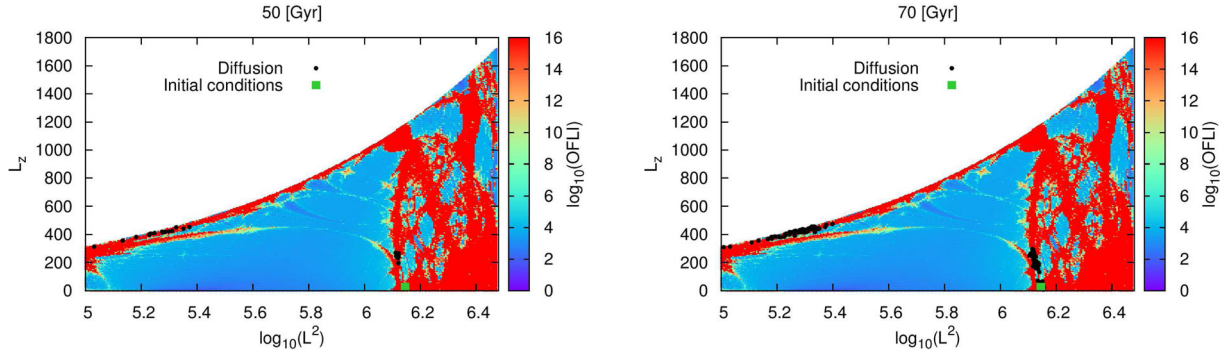 50 [Gyr]
1800
1600
1400
1200
1000
800
600
400
200
0
L_z
Diffusion
Initial conditions
5 5.2 5.4 5.6 5.8 6 6.2 6.4
log₁₀(L²)
16
14
12
10
8
6
4
2
0
log₁₀(OFLI)
70 [Gyr]
1800
1600
1400
1200
1000
800
600
400
200
0
L_z
Diffusion
Initial conditions
5 5.2 5.4 5.6 5.8 6 6.2 6.4
log₁₀(L²)
16
14
12
10
8
6
4
2
0
log₁₀(OFLI)